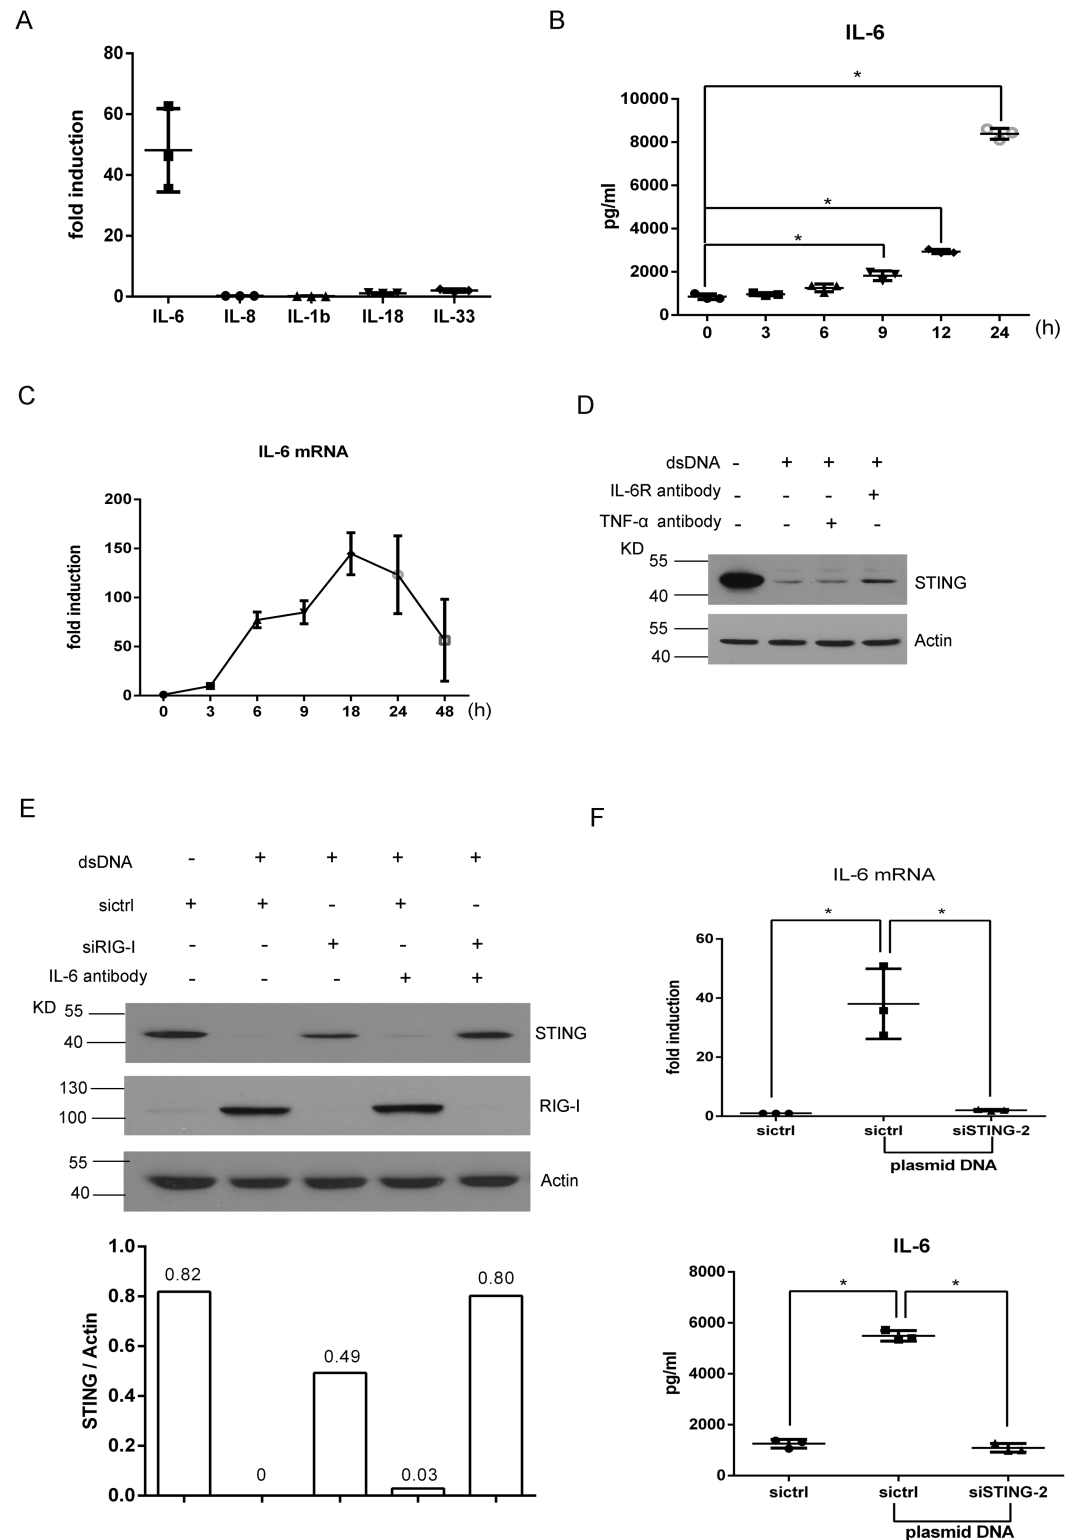 A
80
60
40
20
0
fold induction
IL-6 IL-8 IL-1b IL-18 IL-33
B
IL-6
*
*
*
10000
8000
6000
4000
2000
0
pg/ml
0 3 6 9 12 24 (h)
C
IL-6 mRNA
200
150
100
50
0
fold induction
0 3 6 9 18 24 48 (h)
D
dsDNA - + + +
IL-6R antibody - - - +
TNF-α antibody - - + -
KD
55
40
STING
55
40
Actin
E
dsDNA - + + + +
sictrl + + - + -
siRIG-I - - + - +
IL-6 antibody - - - + +
KD 55
40
STING
130
100
RIG-I
55
40
Actin
1.0
0.8
0.6
0.4
0.2
0.0
STING / Actin
0.82
0
0.49
0.03
0.80
F
IL-6 mRNA
* *
60
40
20
0
fold induction
sictrl sictrl siSTING-2
plasmid DNA
IL-6
* *
8000
6000
4000
2000
0
pg/ml
sictrl sictrl siSTING-2
plasmid DNA